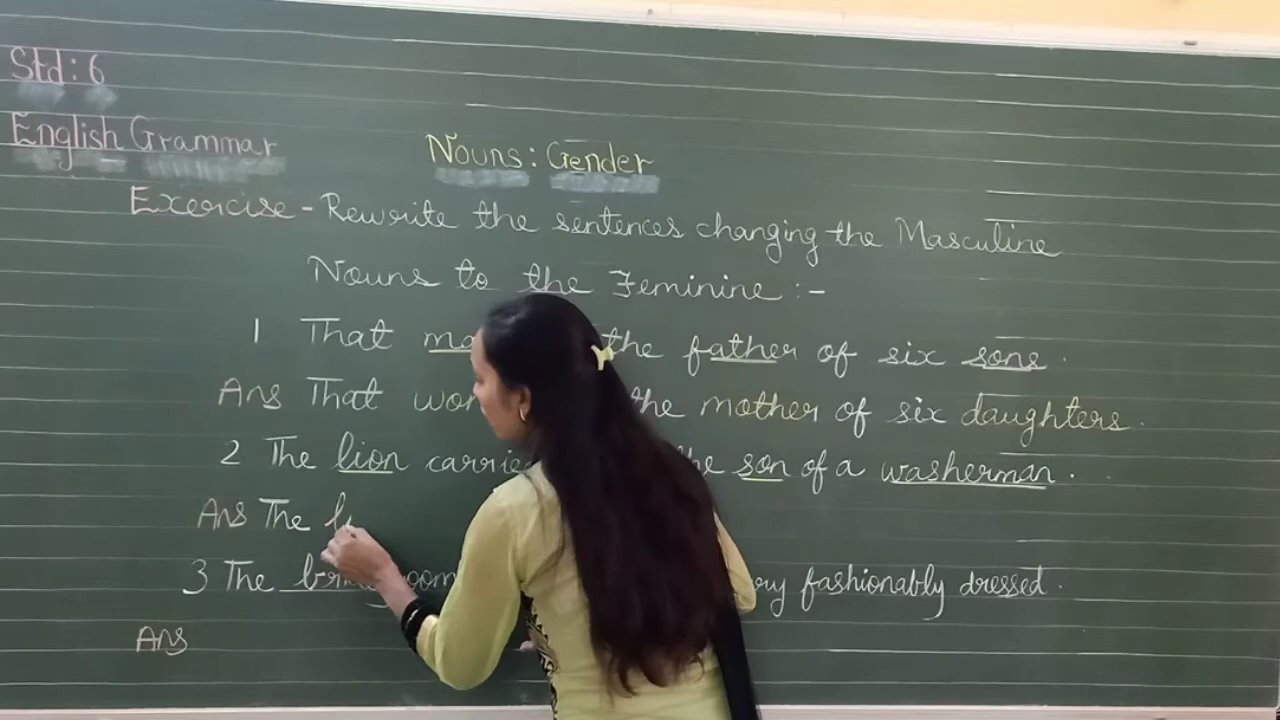 Std: 6
English Grammar
Nouns: Gender
Exercise - Rewrite the sentences changing the Masculine
Nouns to the Feminine :-
1 That the father of six sons.
Ans That the mother of six daughters.
2 The lion son of a washerman.
Ans The
3 The fashionably dressed.
Ans